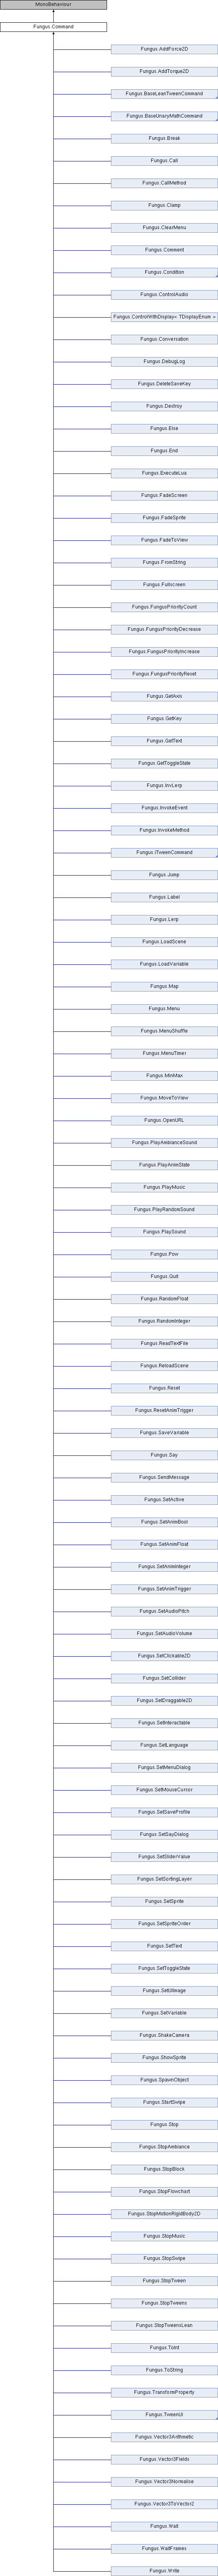 MonoBehaviour
Fungus.Command
Fungus.AddForce2D
Fungus.AddTorque2D
Fungus.BaseLeanTweenCommand
Fungus.BaseUnaryMathCommand
Fungus.Break
Fungus.Call
Fungus.CallMethod
Fungus.Clamp
Fungus.ClearMenu
Fungus.Comment
Fungus.Condition
Fungus.ControlAudio
Fungus.ControlWithDisplay< TDisplayEnum >
Fungus.Conversation
Fungus.DebugLog
Fungus.DeleteSaveKey
Fungus.Destroy
Fungus.Else
Fungus.End
Fungus.ExecuteLua
Fungus.FadeScreen
Fungus.FadeSprite
Fungus.FadeToView
Fungus.FromString
Fungus.Fullscreen
Fungus.FungusPriorityCount
Fungus.FungusPriorityDecrease
Fungus.FungusPriorityIncrease
Fungus.FungusPriorityReset
Fungus.GetAxis
Fungus.GetKey
Fungus.GetText
Fungus.GetToggleState
Fungus.InvLerp
Fungus.InvokeEvent
Fungus.InvokeMethod
Fungus.iTweenCommand
Fungus.Jump
Fungus.Label
Fungus.Lerp
Fungus.LoadScene
Fungus.LoadVariable
Fungus.Map
Fungus.Menu
Fungus.MenuShuffle
Fungus.MenuTimer
Fungus.MinMax
Fungus.MoveToView
Fungus.OpenURL
Fungus.PlayAmbianceSound
Fungus.PlayAnimState
Fungus.PlayMusic
Fungus.PlayRandomSound
Fungus.PlaySound
Fungus.Pow
Fungus.Quit
Fungus.RandomFloat
Fungus.RandomInteger
Fungus.ReadTextFile
Fungus.ReloadScene
Fungus.Reset
Fungus.ResetAnimTrigger
Fungus.SaveVariable
Fungus.Say
Fungus.SendMessage
Fungus.SetActive
Fungus.SetAnimBool
Fungus.SetAnimFloat
Fungus.SetAnimInteger
Fungus.SetAnimTrigger
Fungus.SetAudioPitch
Fungus.SetAudioVolume
Fungus.SetClickable2D
Fungus.SetCollider
Fungus.SetDraggable2D
Fungus.SetInteractable
Fungus.SetLanguage
Fungus.SetMenuDialog
Fungus.SetMouseCursor
Fungus.SetSaveProfile
Fungus.SetSayDialog
Fungus.SetSliderValue
Fungus.SetSortingLayer
Fungus.SetSprite
Fungus.SetSpriteOrder
Fungus.SetText
Fungus.SetToggleState
Fungus.SetUIImage
Fungus.SetVariable
Fungus.ShakeCamera
Fungus.ShowSprite
Fungus.SpawnObject
Fungus.StartSwipe
Fungus.Stop
Fungus.StopAmbiance
Fungus.StopBlock
Fungus.StopFlowchart
Fungus.StopMotionRigidBody2D
Fungus.StopMusic
Fungus.StopSwipe
Fungus.StopTween
Fungus.StopTweens
Fungus.StopTweensLean
Fungus.ToInt
Fungus.ToString
Fungus.TransformProperty
Fungus.TweenUI
Fungus.Vector3Arithmetic
Fungus.Vector3Fields
Fungus.Vector3Normalise
Fungus.Vector3ToVector2
Fungus.Wait
Fungus.WaitFrames
Fungus.Write